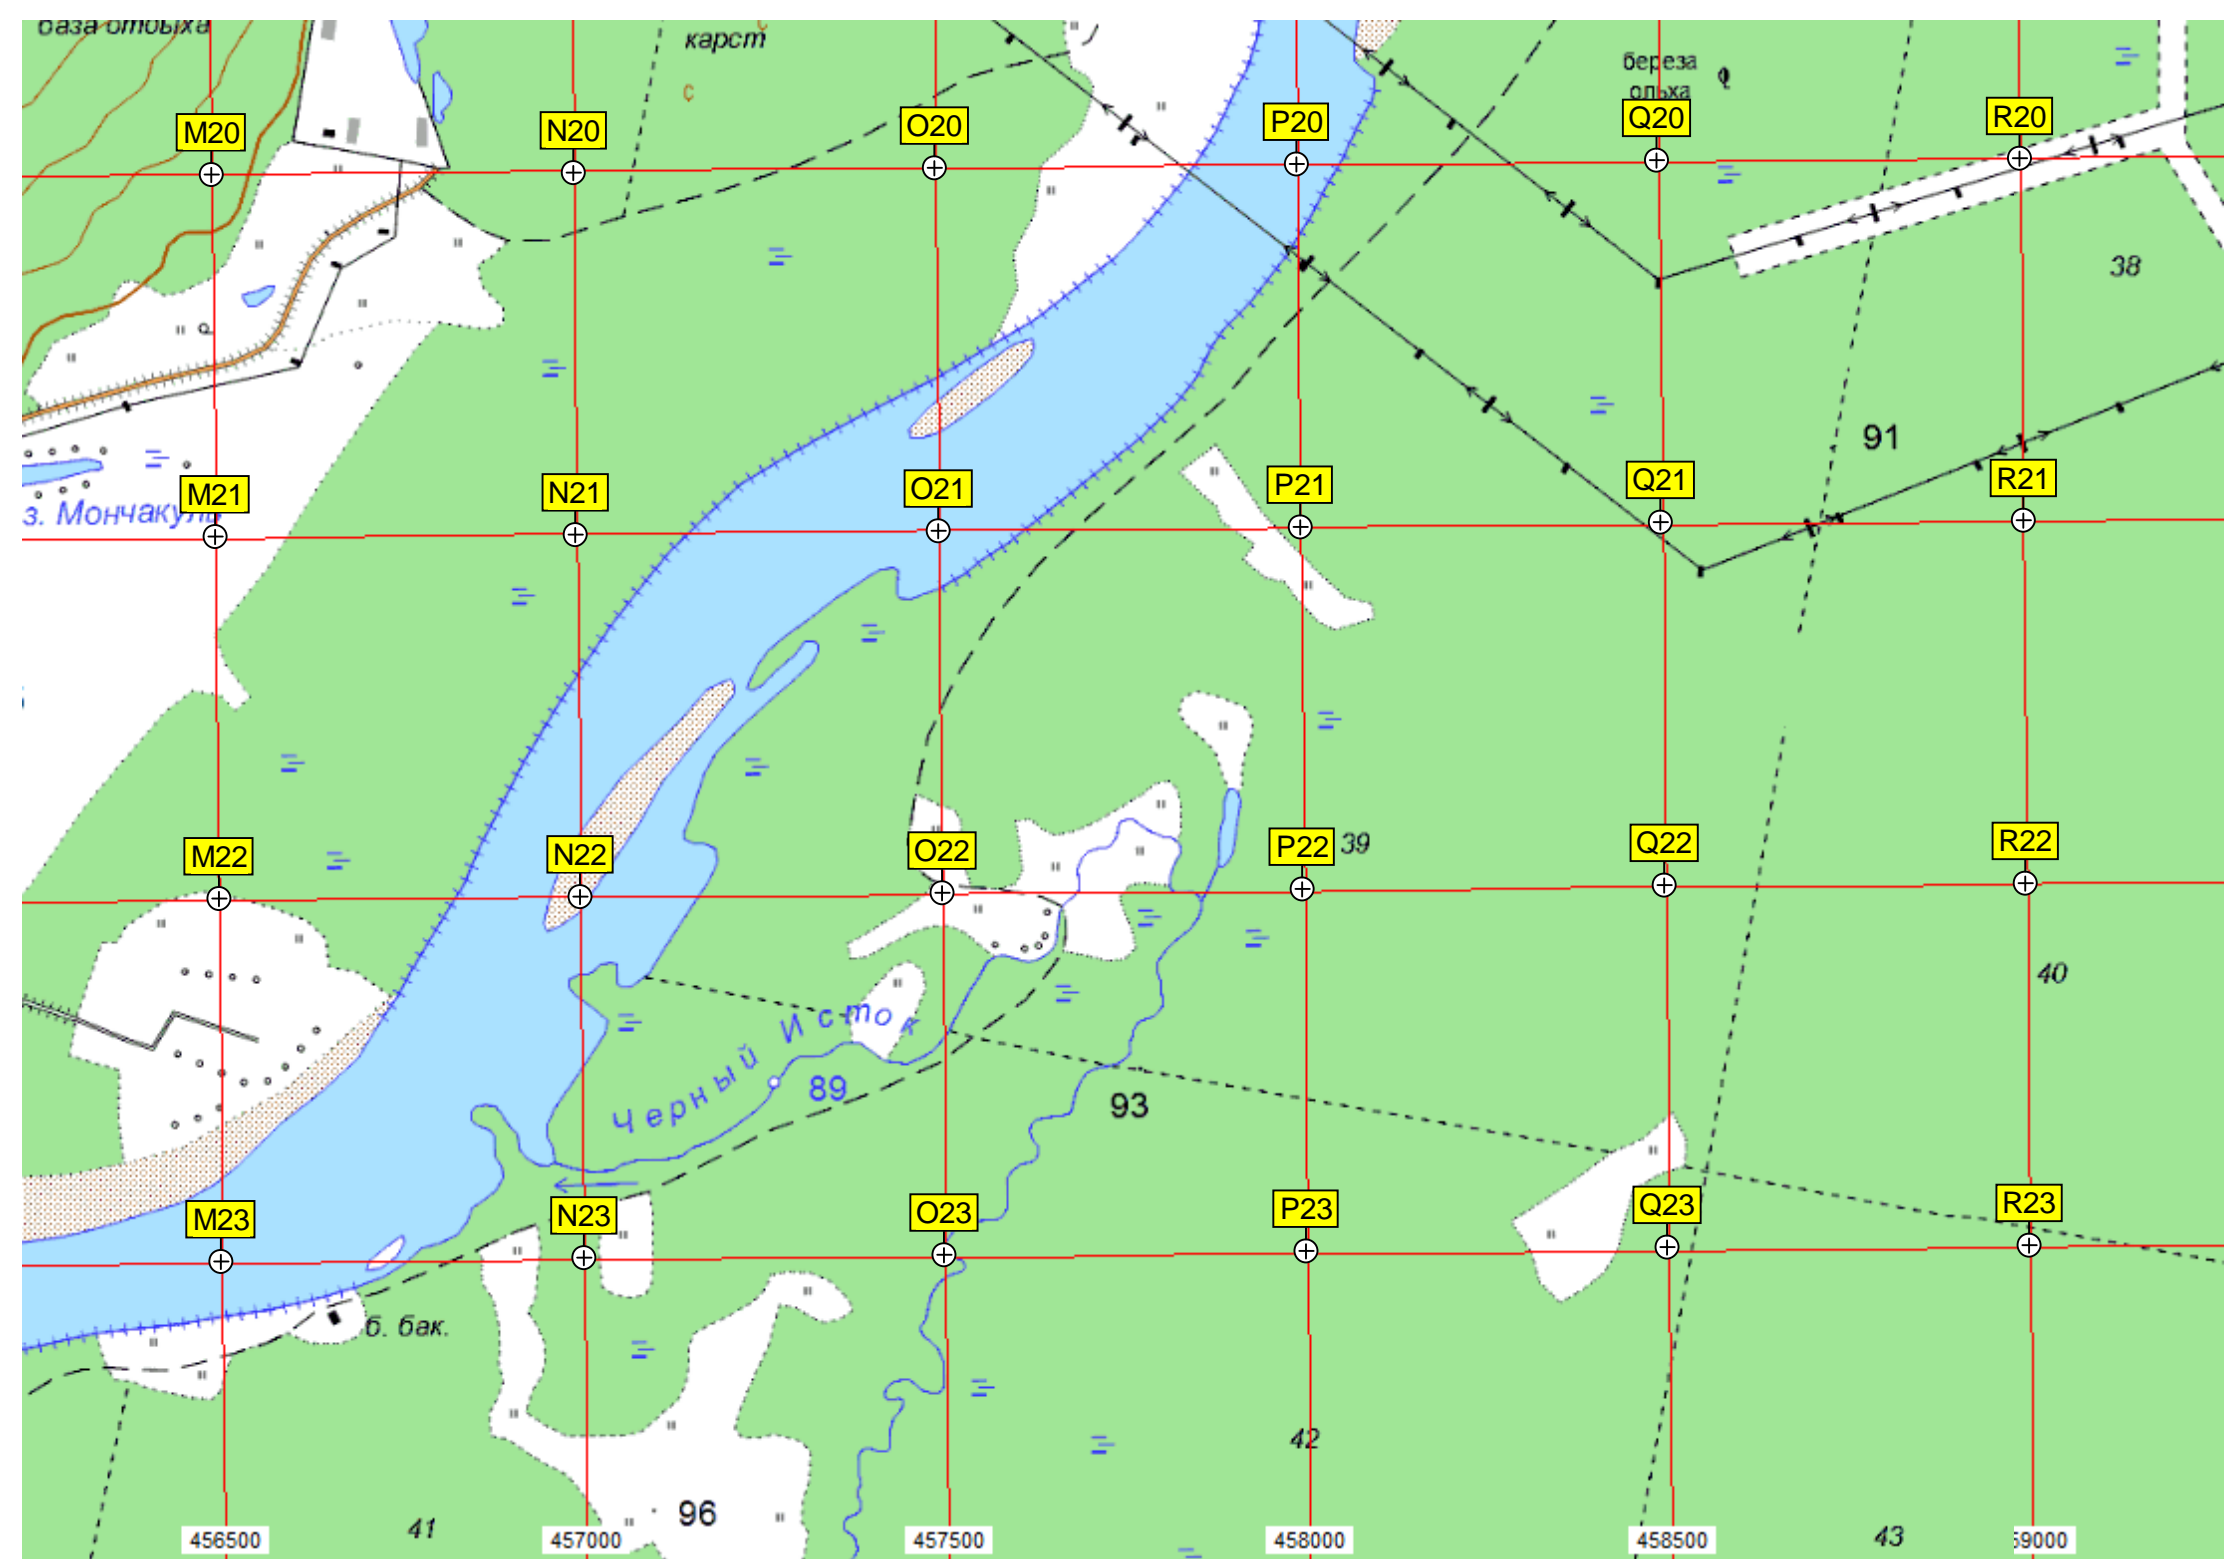 база отдыха
карст
с
с
береза
ольха
M20
N20
O20
P20
Q20
R20
38
91
M21
N21
O21
P21
Q21
R21
з. Мончакуль
M22
N22
O22
P22
39
Q22
R22
40
Черный Исток
89
93
M23
N23
O23
P23
Q23
R23
б. бак.
42
96
41
43
456500
457000
457500
458000
458500
59000